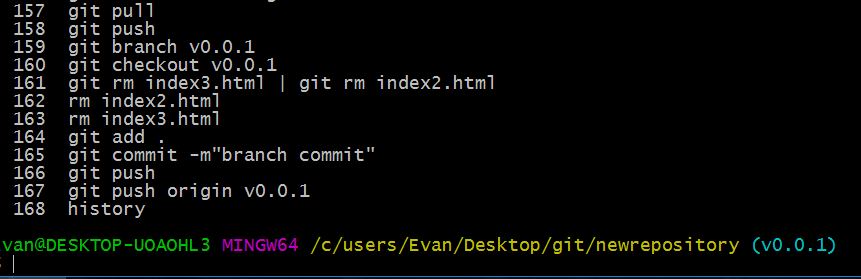 157 git pull
158 git push
159 git branch v0.0.1
160 git checkout v0.0.1
161 git rm index3.html | git rm index2.html
162 rm index2.html
163 rm index3.html
164 git add .
165 git commit -m"branch commit"
166 git push
167 git push origin v0.0.1
168 history
van@DESKTOP-UOAOHL3 MINGW64 /c/users/Evan/Desktop/git/newrepository (v0.0.1)